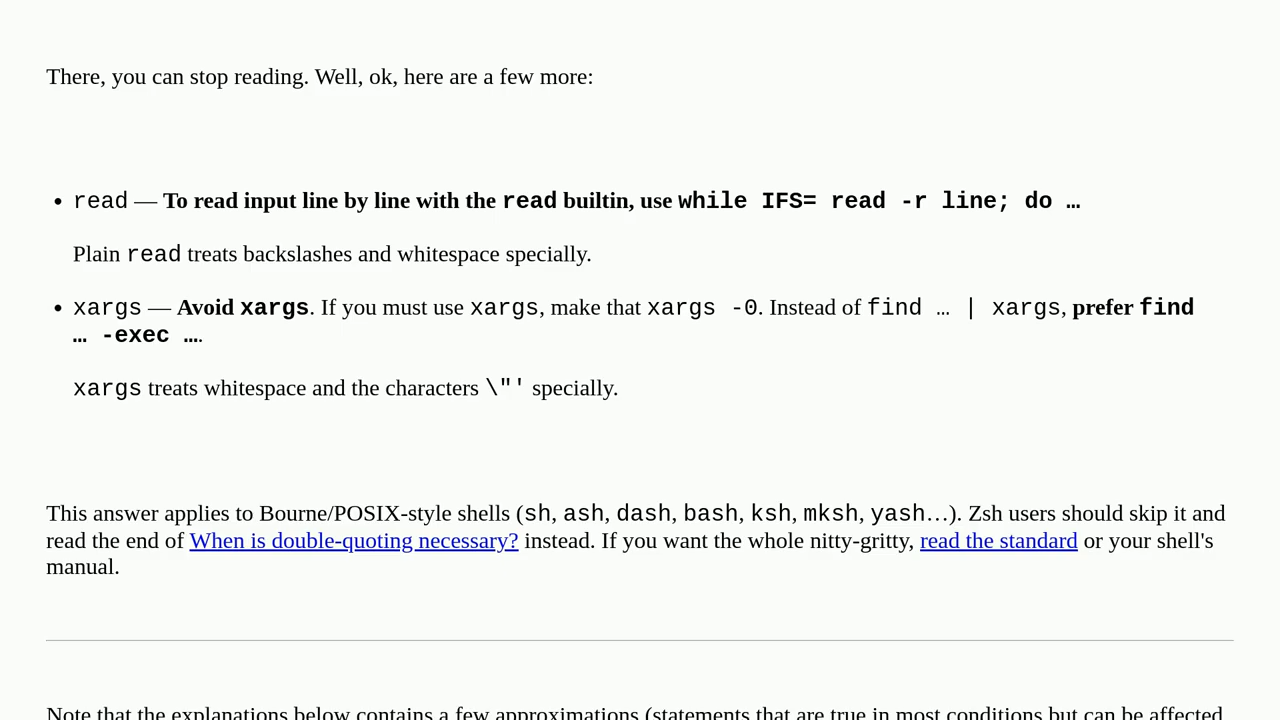 There, you can stop reading. Well, ok, here are a few more:
• read — To read input line by line with the read builtin, use while IFS= read -r line; do …
Plain read treats backslashes and whitespace specially.
• xargs — Avoid xargs. If you must use xargs, make that xargs -0. Instead of find … | xargs, prefer find
… -exec ….
xargs treats whitespace and the characters \"' specially.
This answer applies to Bourne/POSIX-style shells (sh, ash, dash, bash, ksh, mksh, yash…). Zsh users should skip it and
read the end of When is double-quoting necessary? instead. If you want the whole nitty-gritty, read the standard or your shell's
manual.
Note that the explanations below contains a few approximations (statements that are true in most conditions but can be affected